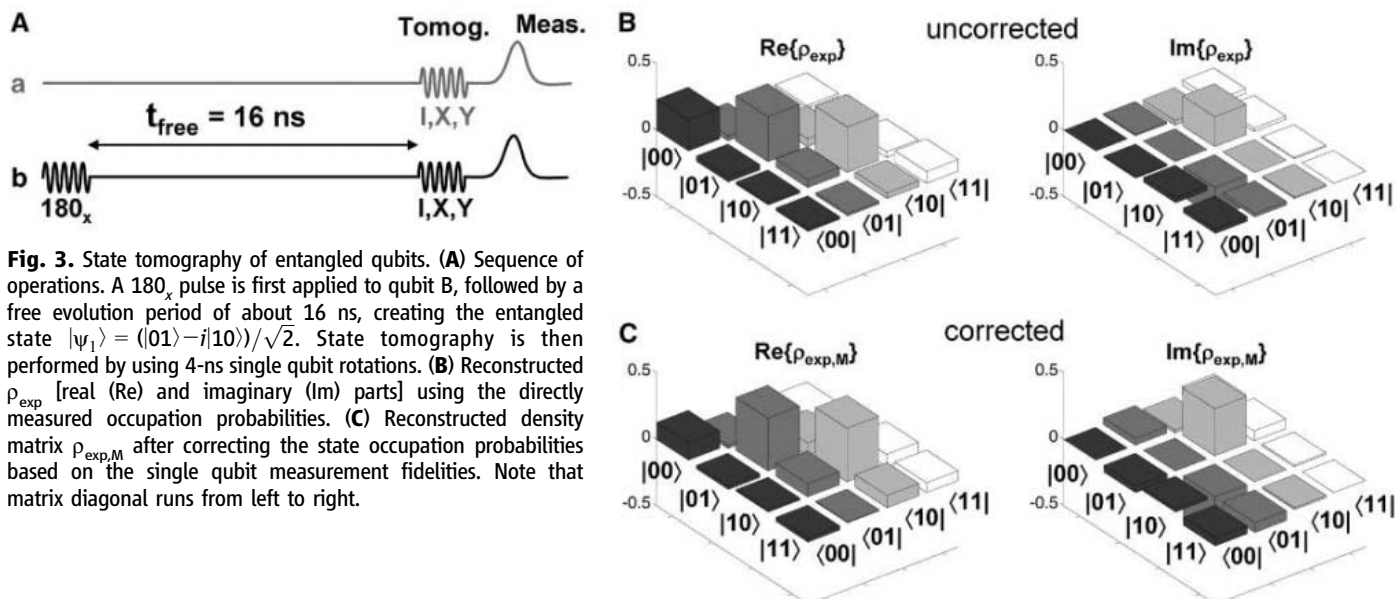 A
Tomog. Meas.
a
I,X,Y
t_free = 16 ns
b
180_x
I,X,Y
Fig. 3. State tomography of entangled qubits. (A) Sequence of
operations. A 180_x pulse is first applied to qubit B, followed by a
free evolution period of about 16 ns, creating the entangled
state |ψ_1⟩ = (|01⟩−i|10⟩)/√2. State tomography is then
performed by using 4-ns single qubit rotations. (B) Reconstructed
ρ_exp [real (Re) and imaginary (Im) parts] using the directly
measured occupation probabilities. (C) Reconstructed density
matrix ρ_exp,M after correcting the state occupation probabilities
based on the single qubit measurement fidelities. Note that
matrix diagonal runs from left to right.
B
uncorrected
Re{ρ_exp}
0.5
0
-0.5
|00⟩
|01⟩
|10⟩
|11⟩
⟨00|
⟨01|
⟨10|
⟨11|
Im{ρ_exp}
0.5
0
-0.5
|00⟩
|01⟩
|10⟩
|11⟩
⟨00|
⟨01|
⟨10|
⟨11|
C
corrected
Re{ρ_exp,M}
0.5
0
-0.5
|00⟩
|01⟩
|10⟩
|11⟩
⟨00|
⟨01|
⟨10|
⟨11|
Im{ρ_exp,M}
0.5
0
-0.5
|00⟩
|01⟩
|10⟩
|11⟩
⟨00|
⟨01|
⟨10|
⟨11|